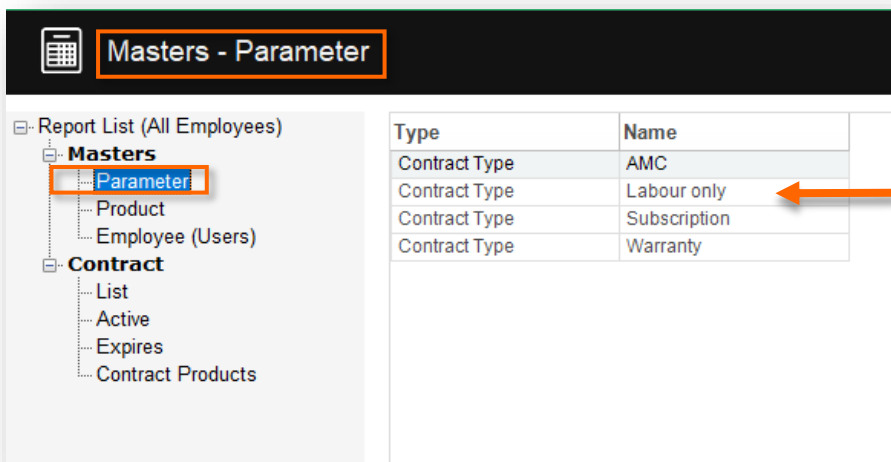 Masters - Parameter
Report List (All Employees)
Masters
Parameter
Product
Employee (Users)
Contract
List
Active
Expires
Contract Products
Type Name
Contract Type AMC
Contract Type Labour only
Contract Type Subscription
Contract Type Warranty